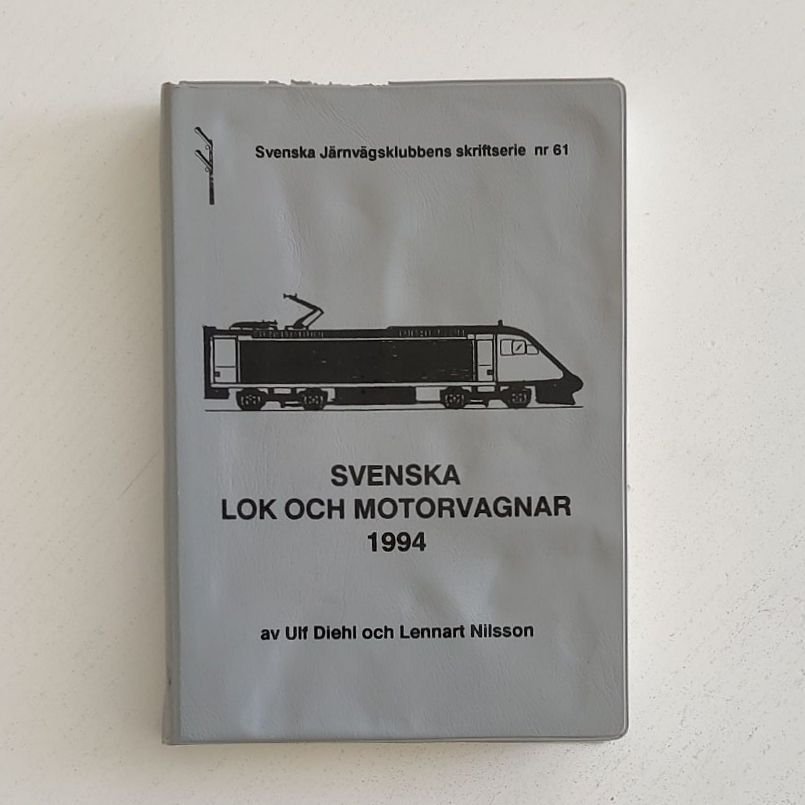 Svenska Järnvägsklubbens skriftserie nr 61
SVENSKA
LOK OCH MOTORVAGNAR
1994
av Ulf Diehl och Lennart Nilsson